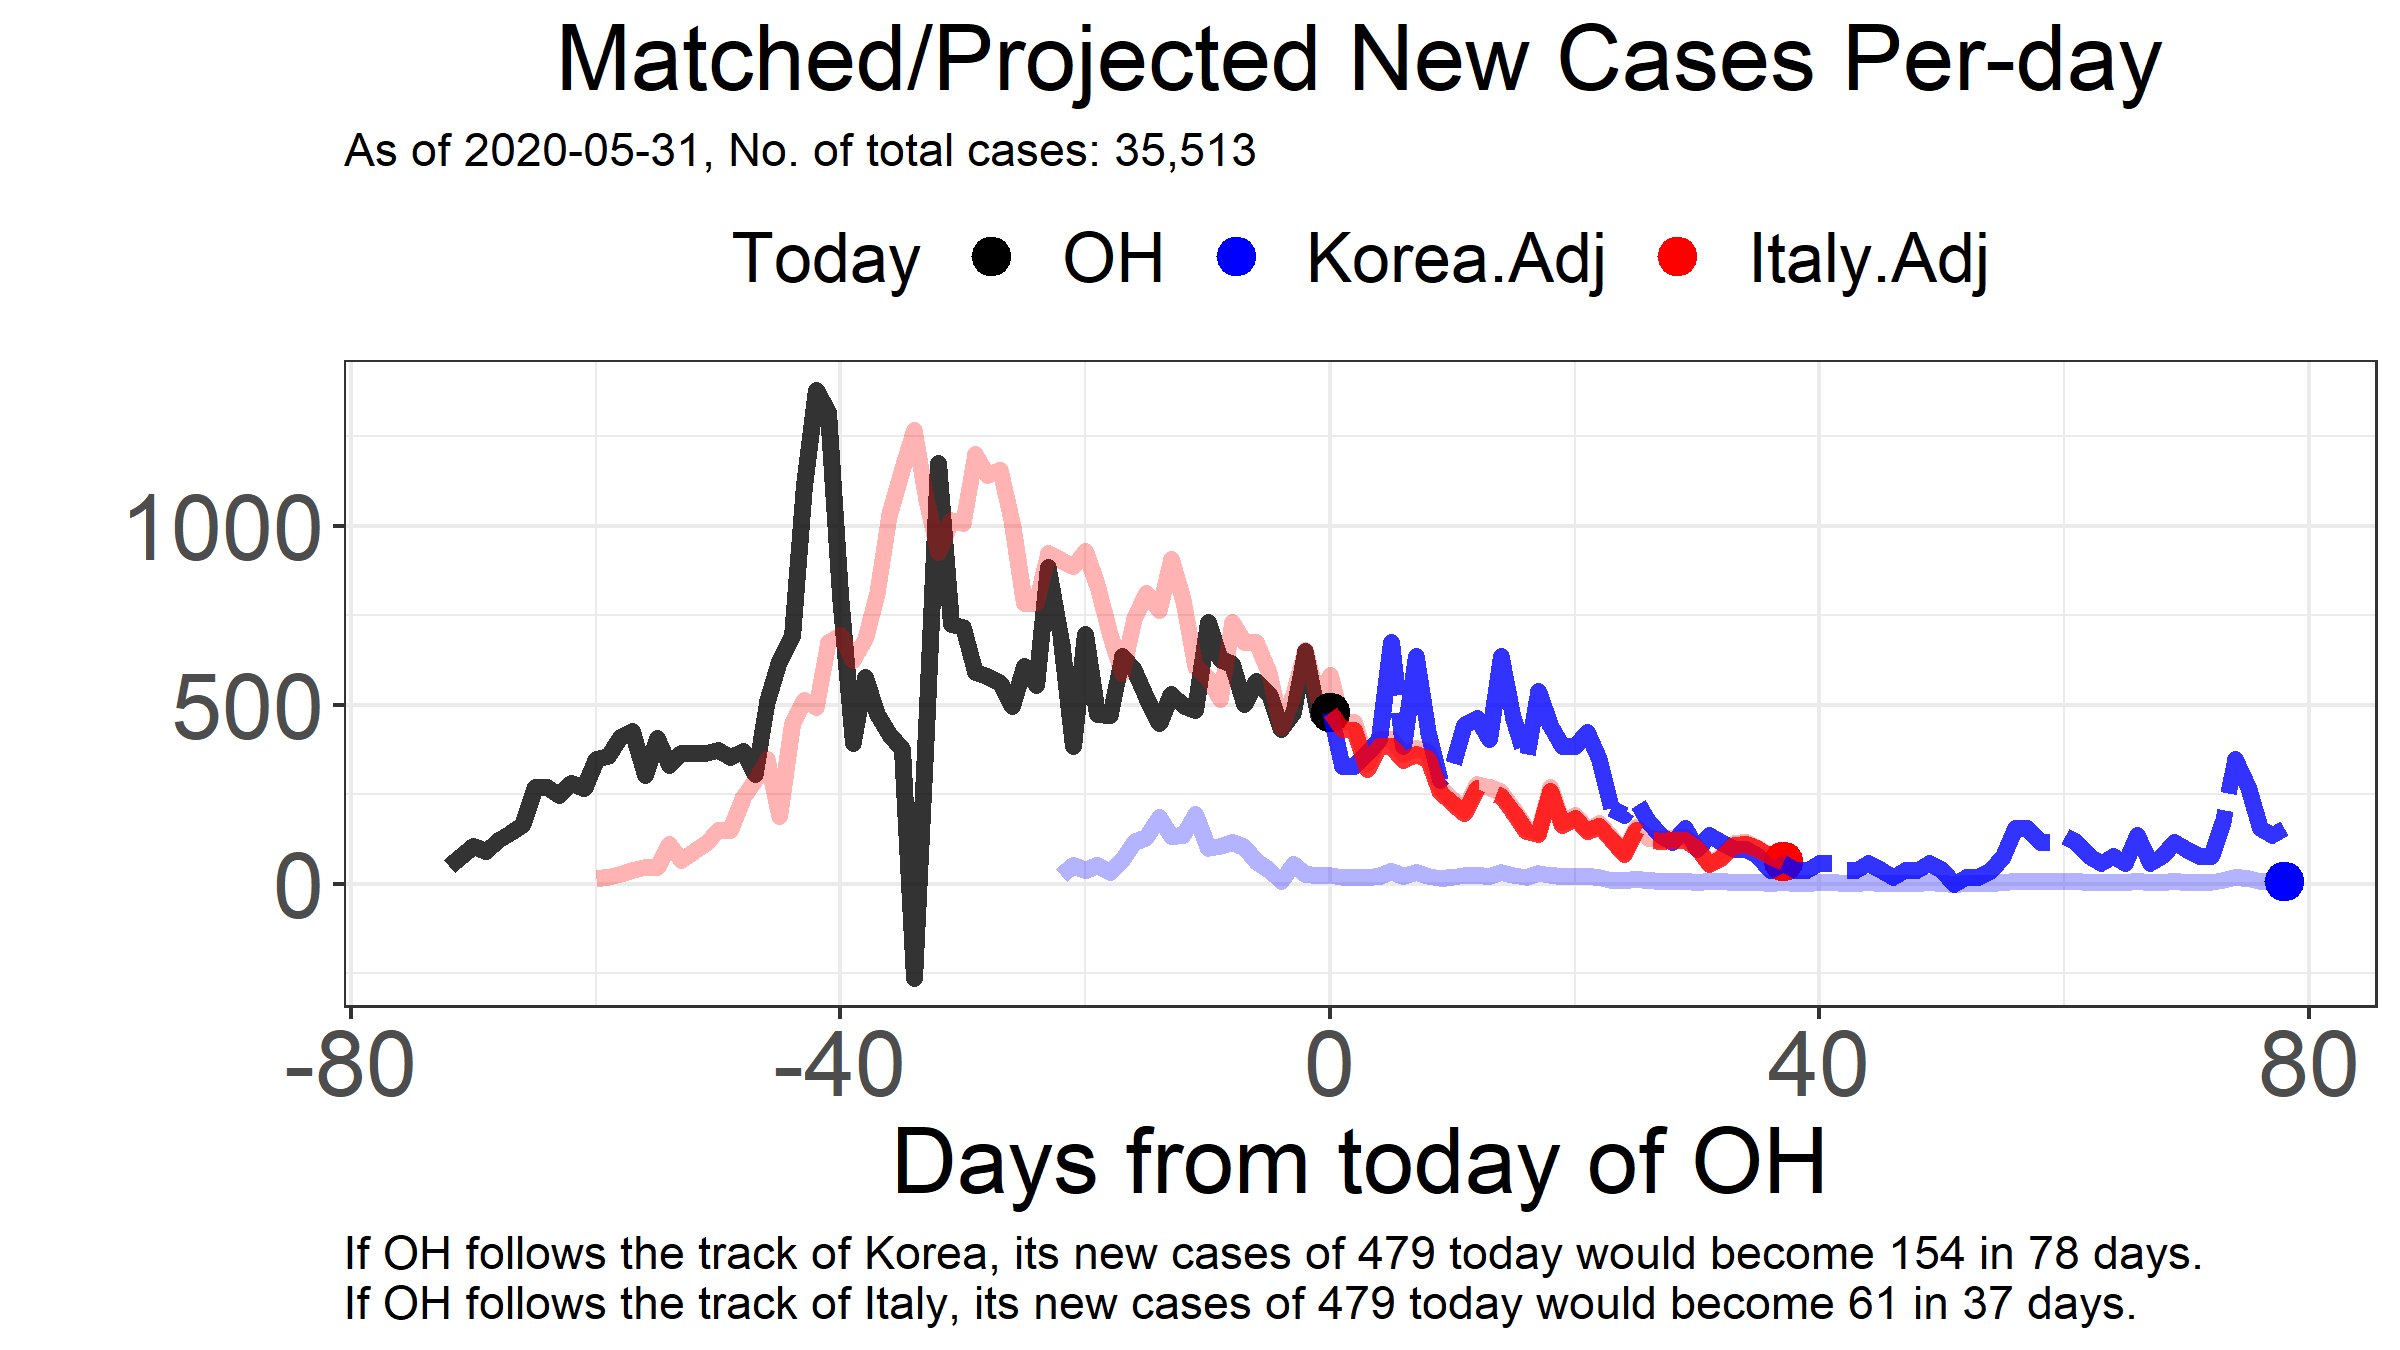 Matched/Projected New Cases Per-day
As of 2020-05-31, No. of total cases: 35,513
Today OH Korea.Adj Italy.Adj
1000
500
0
-80 -40 0 40 80
Days from today of OH
If OH follows the track of Korea, its new cases of 479 today would become 154 in 78 days.
If OH follows the track of Italy, its new cases of 479 today would become 61 in 37 days.